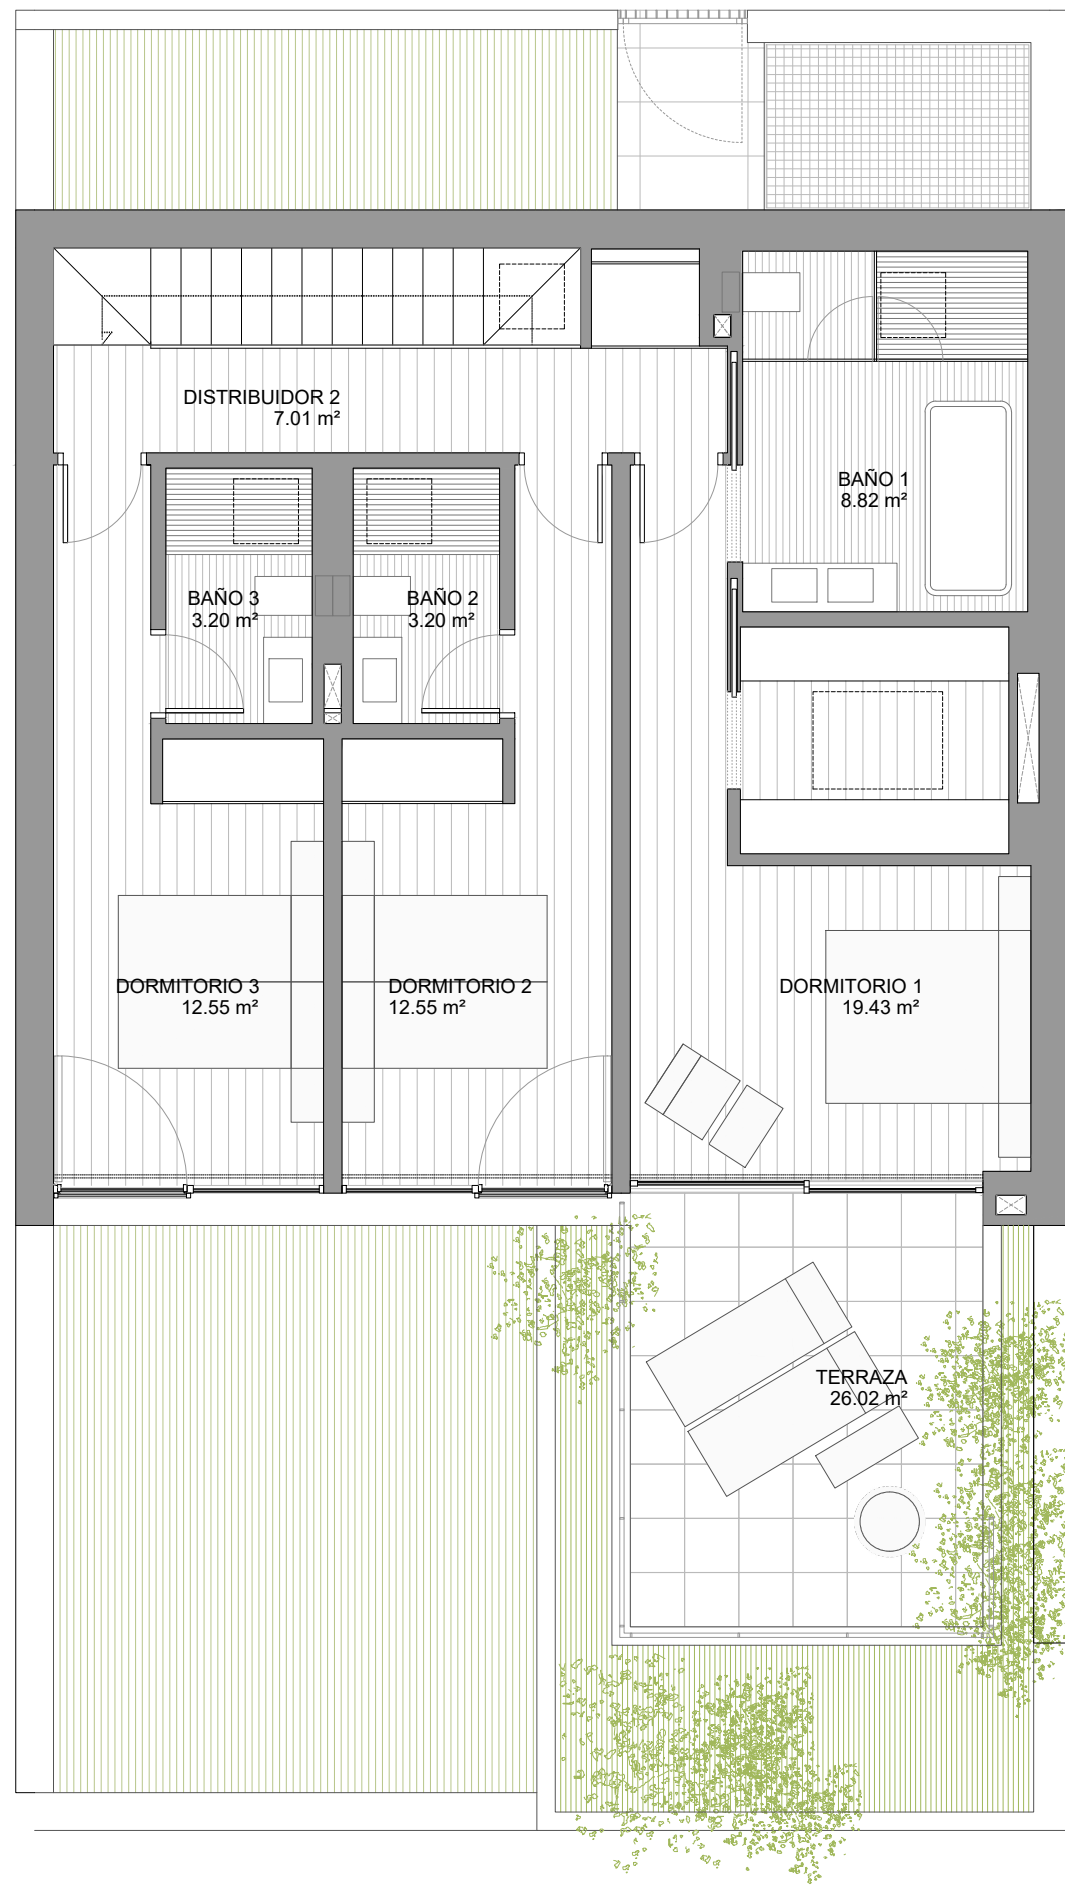 DISTRIBUIDOR 2
7.01 m²
BAÑO 1
8.82 m²
BAÑO 3
3.20 m²
BAÑO 2
3.20 m²
DORMITORIO 3
12.55 m²
DORMITORIO 2
12.55 m²
DORMITORIO 1
19.43 m²
TERRAZA
26.02 m²